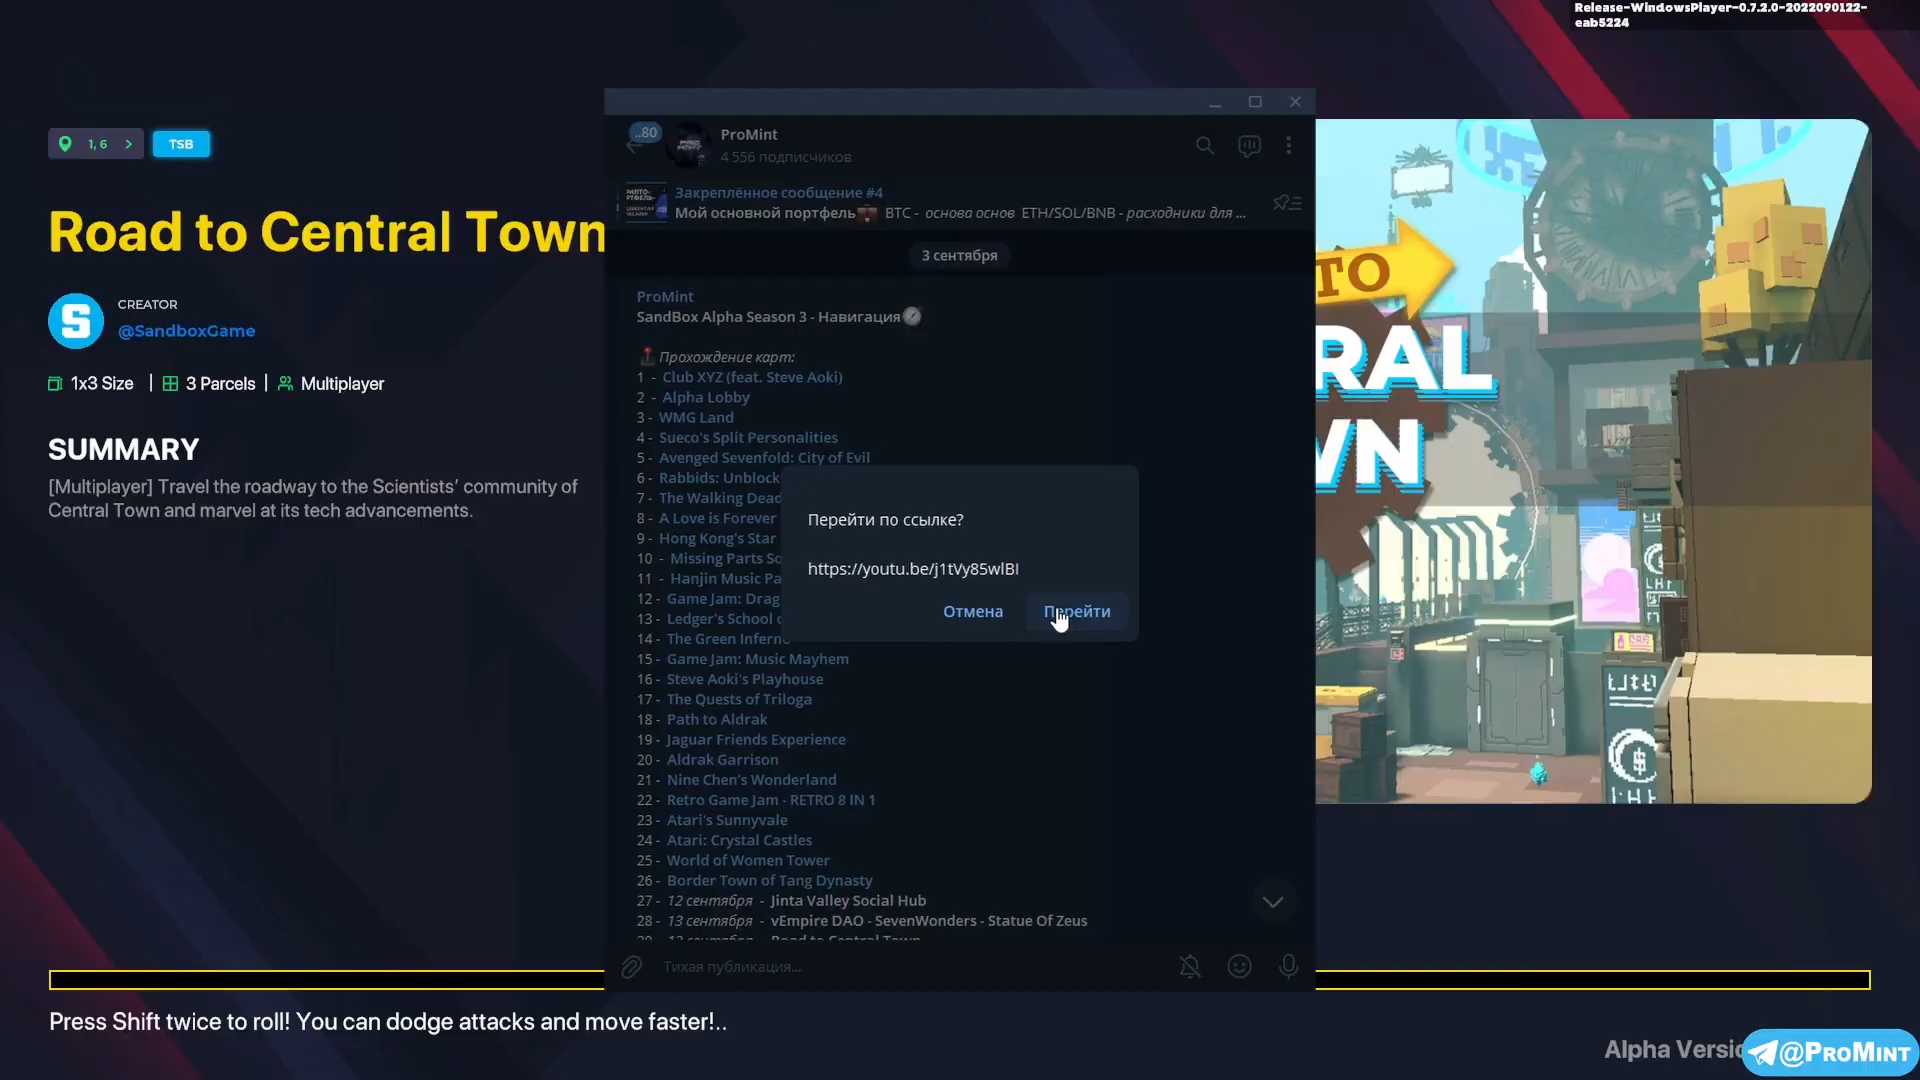 Release-WindowsPlayer-0.7.2.0-2022090122-
eab5224
1, 6 >
TSB
Road to Central Town
CREATOR
@SandboxGame
1x3 Size | 3 Parcels | Multiplayer
SUMMARY
[Multiplayer] Travel the roadway to the Scientists' community of
Central Town and marvel at its tech advancements.
..80
ProMint
4 556 подписчиков
Закреплённое сообщение #4
Мой основной портфель💼 BTC - основа основ ETH/SOL/BNB - расходники для ...
3 сентября
ProMint
SandBox Alpha Season 3 - Навигация🧭
🕹Прохождение карт:
1 - Club XYZ (feat. Steve Aoki)
2 - Alpha Lobby
3 - WMG Land
4 - Sueco's Split Personalities
5 - Avenged Sevenfold: City of Evil
6 - Rabbids: Unblock
7 - The Walking Dead
8 - A Love is Forever
9 - Hong Kong's Star
10 - Missing Parts
11 - Hanjin Music
12 - Game Jam:
13 - Ledger's School
14 - The Green Inferno
15 - Game Jam: Music Mayhem
16 - Steve Aoki's Playhouse
17 - The Quests of Triloga
18 - Path to Aldrak
19 - Jaguar Friends Experience
20 - Aldrak Garrison
21 - Nine Chen's Wonderland
22 - Retro Game Jam - RETRO 8 IN 1
23 - Atari's Sunnyvale
24 - Atari: Crystal Castles
25 - World of Women Tower
26 - Border Town of Tang Dynasty
27 - 12 сентября - Jinta Valley Social Hub
28 - 13 сентября - vEmpire DAO - SevenWonders - Statue Of Zeus
29 - 13 сентября - Road to Central Town
Перейти по ссылке?
https://youtu.be/j1tVy85wlBI
Отмена
Перейти
Тихая публикация...
TO
RAL
WN
Press Shift twice to roll! You can dodge attacks and move faster!..
Alpha Versio
@PROMINT